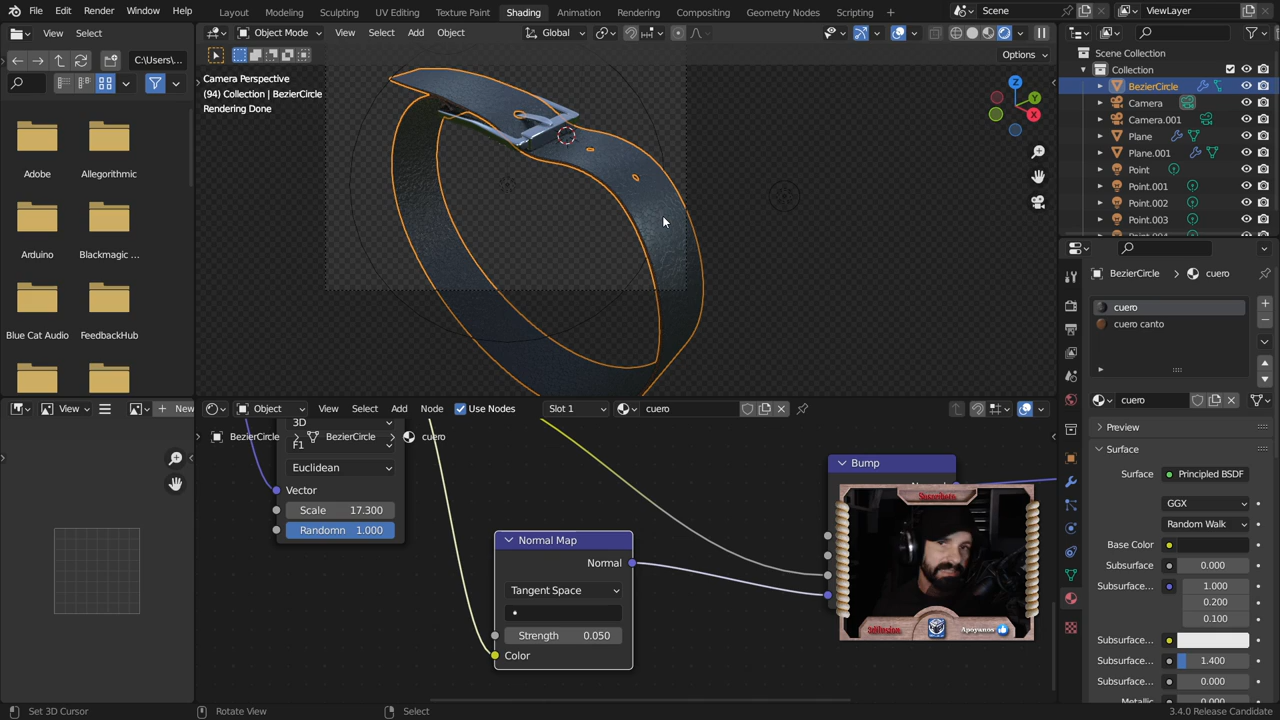 File Edit Render Window Help
Layout Modeling Sculpting UV Editing Texture Paint Shading Animation Rendering Compositing Geometry Nodes Scripting
Scene
ViewLayer
View Select
C:\Users\...
Adobe
Allegorithmic
Arduino
Blackmagic ...
Blue Cat Audio
FeedbackHub
Object Mode
View Select Add Object
Global
Options
Camera Perspective
(94) Collection | BezierCircle
Rendering Done
X
Y
Z
Scene Collection
Collection
BezierCircle
Camera
Camera.001
Plane
Plane.001
Point
Point.001
Point.002
Point.003
BezierCircle
cuero
cuero
cuero canto
cuero
Preview
Surface
Surface
Principled BSDF
GGX
Random Walk
Base Color
Subsurface 0.000
Subsurface... 1.000
0.200
0.100
Subsurface...
Subsurface... 1.400
Subsurface... 0.000
Metallic 0.000
View
New
Object
View Select Add Node
Use Nodes
Slot 1
cuero
BezierCircle
BezierCircle
cuero
3D
F1
Euclidean
Vector
Scale 17.300
Randomn 1.000
Normal Map
Normal
Tangent Space
Strength 0.050
Color
Bump
Apoyanos
Set 3D Cursor
Rotate View
Select
3.4.0 Release Candidate